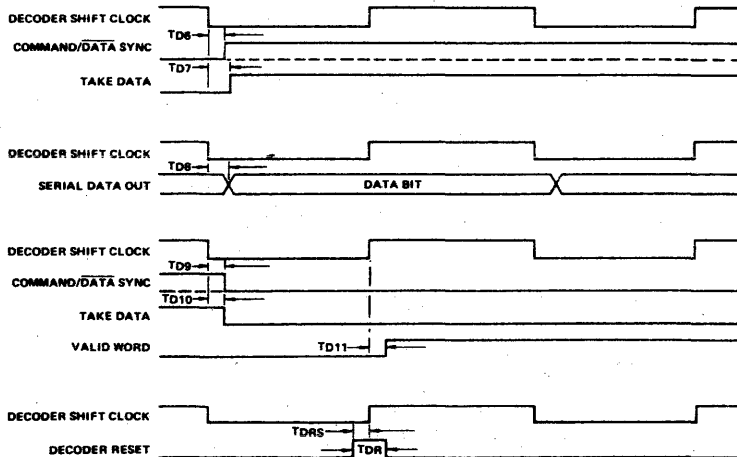 DECODER SHIFT CLOCK
TD6
COMMAND/DATA SYNC
TD7
TAKE DATA
DECODER SHIFT CLOCK
TD8
SERIAL DATA OUT
DATA BIT
DECODER SHIFT CLOCK
TD9
COMMAND/DATA SYNC
TD10
TAKE DATA
VALID WORD
TD11
DECODER SHIFT CLOCK
TDRS
DECODER RESET
TDR